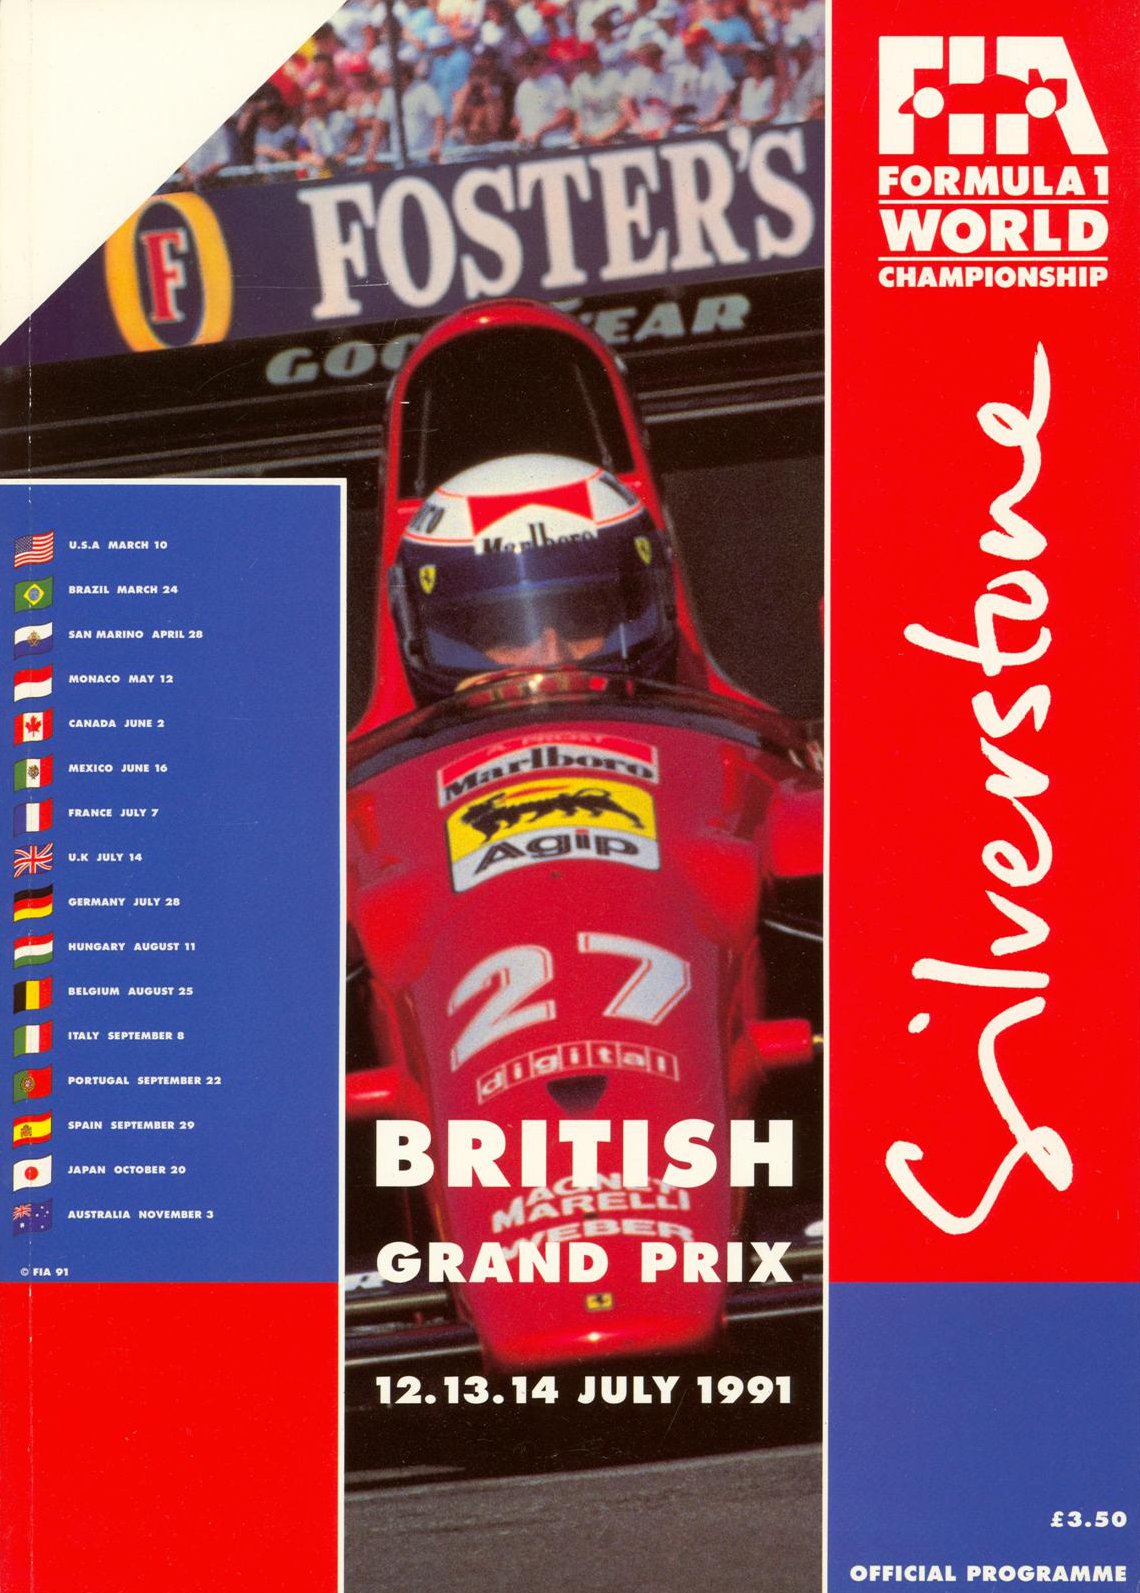 FIA
FORMULA 1
WORLD
CHAMPIONSHIP
Silverstone
F FOSTER'S
GOO YEAR
Marlboro
U.S.A MARCH 10
BRAZIL MARCH 24
SAN MARINO APRIL 28
MONACO MAY 12
CANADA JUNE 2
MEXICO JUNE 16
FRANCE JULY 7
U.K JULY 14
GERMANY JULY 28
HUNGARY AUGUST 11
BELGIUM AUGUST 25
ITALY SEPTEMBER 8
PORTUGAL SEPTEMBER 22
SPAIN SEPTEMBER 29
JAPAN OCTOBER 20
AUSTRALIA NOVEMBER 3
© FIA 91
A. PROST
Marlboro
Agip
27
digital
BRITISH
MARELLI
WEBER
GRAND PRIX
12.13.14 JULY 1991
£3.50
OFFICIAL PROGRAMME